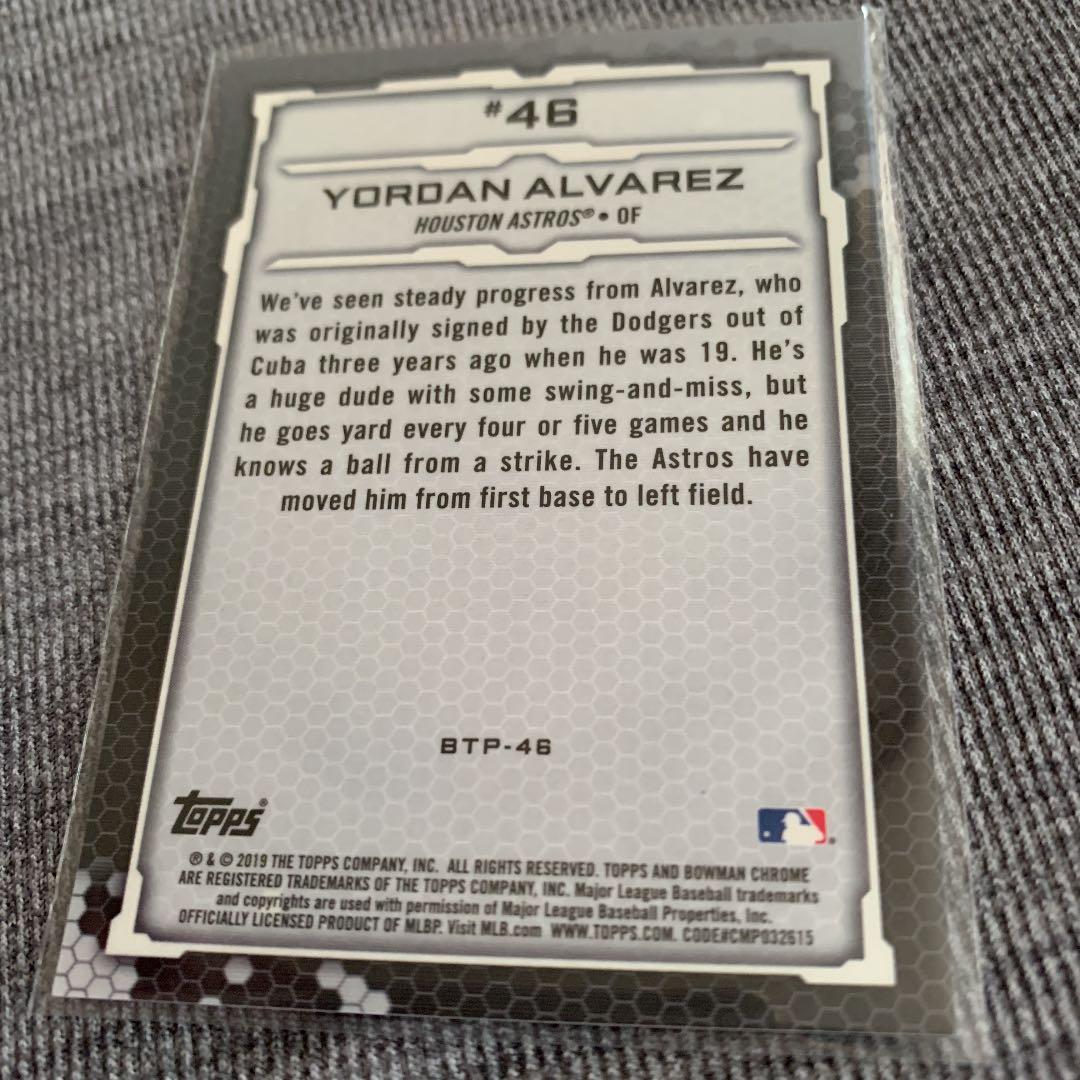 #46
YORDAN ALVAREZ
HOUSTON ASTROS® • OF
We've seen steady progress from Alvarez, who
was originally signed by the Dodgers out of
Cuba three years ago when he was 19. He's
a huge dude with some swing-and-miss, but
he goes yard every four or five games and he
knows a ball from a strike. The Astros have
moved him from first base to left field.
BTP-46
Topps®
® & © 2019 THE TOPPS COMPANY, INC. ALL RIGHTS RESERVED. TOPPS AND BOWMAN CHROME
ARE REGISTERED TRADEMARKS OF THE TOPPS COMPANY, INC. Major League Baseball trademarks
and copyrights are used with permission of Major League Baseball Properties, Inc.
OFFICIALLY LICENSED PRODUCT OF MLBP. Visit MLB.com WWW.TOPPS.COM. CODE#CMP032615